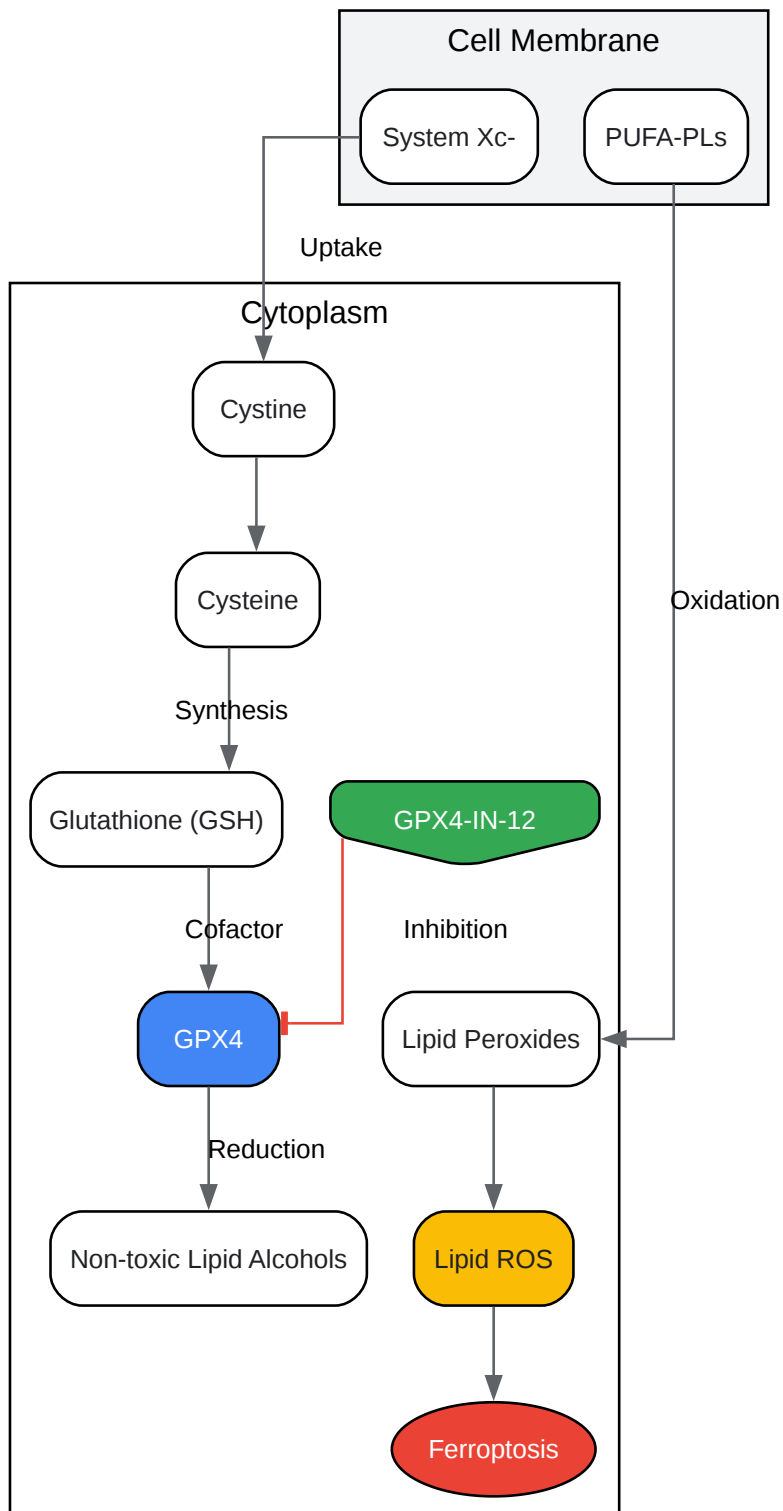 Cell Membrane
System Xc-
PUFA-PLs
Uptake
Cytoplasm
Cystine
Cysteine
Oxidation
Synthesis
Glutathione (GSH)
GPX4-IN-12
Cofactor
Inhibition
GPX4
Lipid Peroxides
Reduction
Non-toxic Lipid Alcohols
Lipid ROS
Ferroptosis